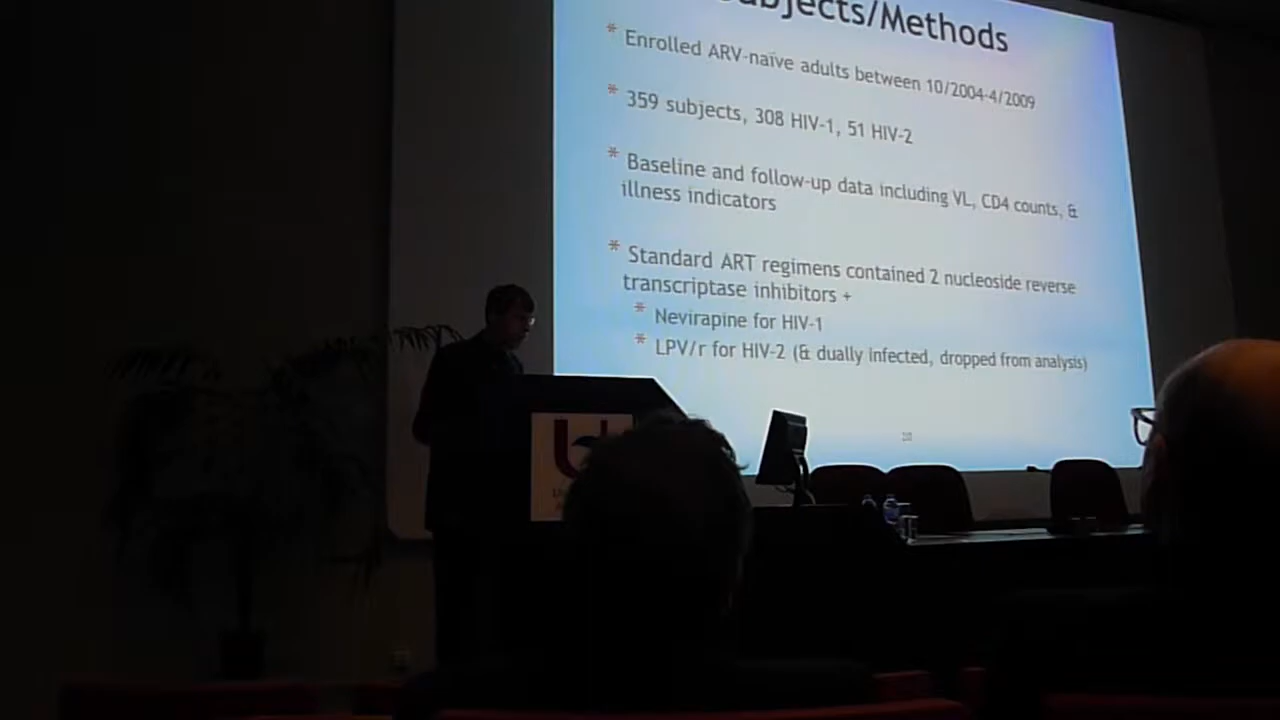 Subjects/Methods
* Enrolled ARV-naïve adults between 10/2004-4/2009
* 359 subjects, 308 HIV-1, 51 HIV-2
* Baseline and follow-up data including VL, CD4 counts, &
illness indicators
* Standard ART regimens contained 2 nucleoside reverse
transcriptase inhibitors +
* Nevirapine for HIV-1
* LPV/r for HIV-2 (& dually infected, dropped from analysis)